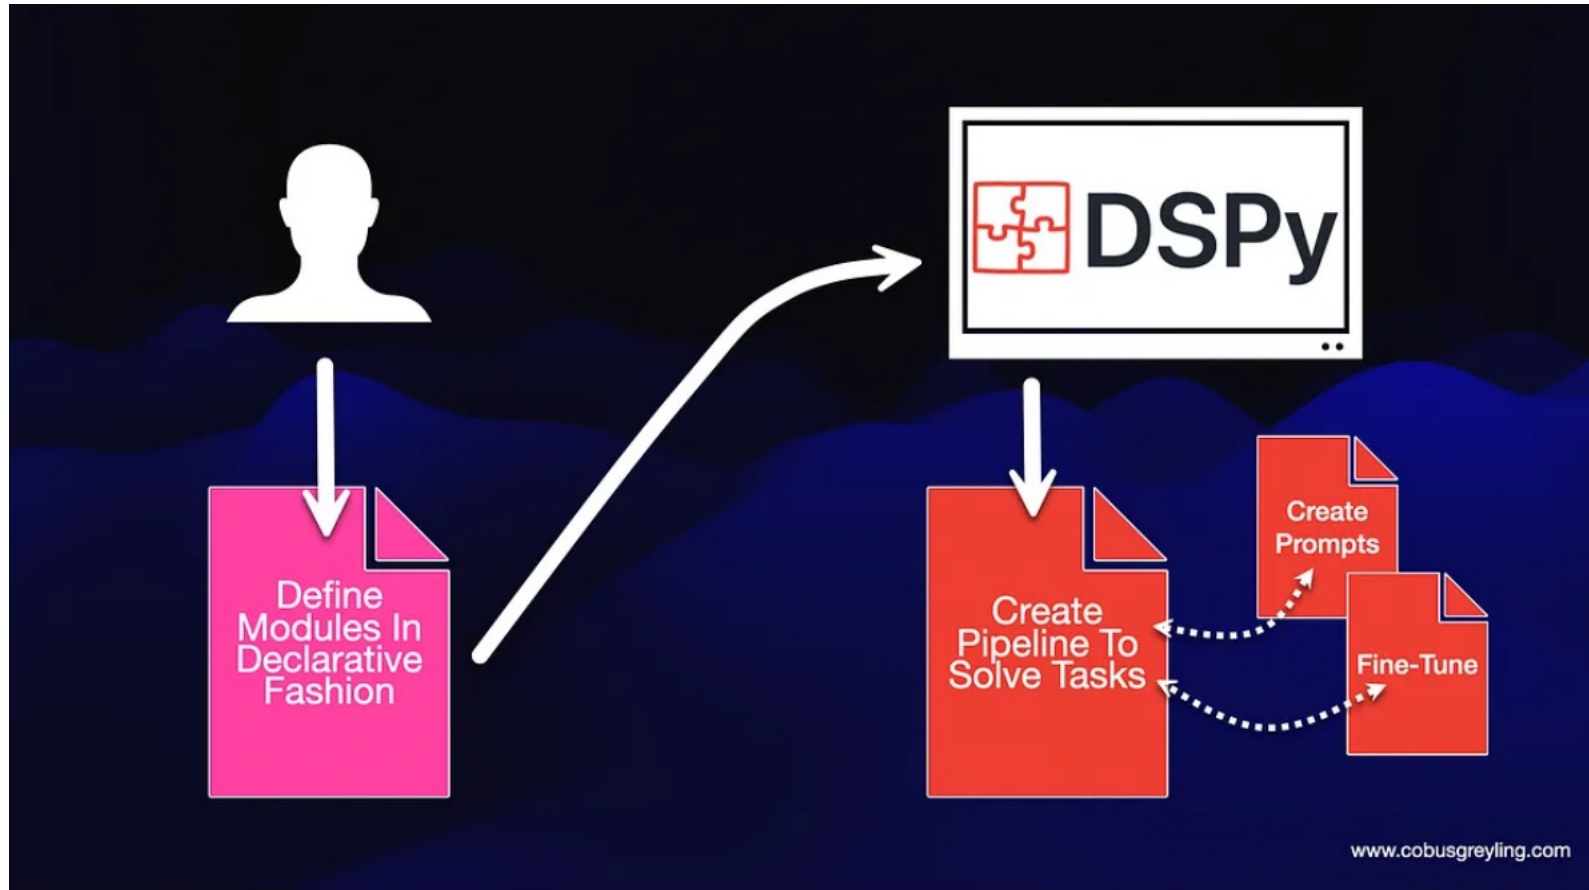 DSPy
Define
Modules In
Declarative
Fashion
Create
Pipeline To
Solve Tasks
Create
Prompts
Fine-Tune
www.cobusgreyling.com